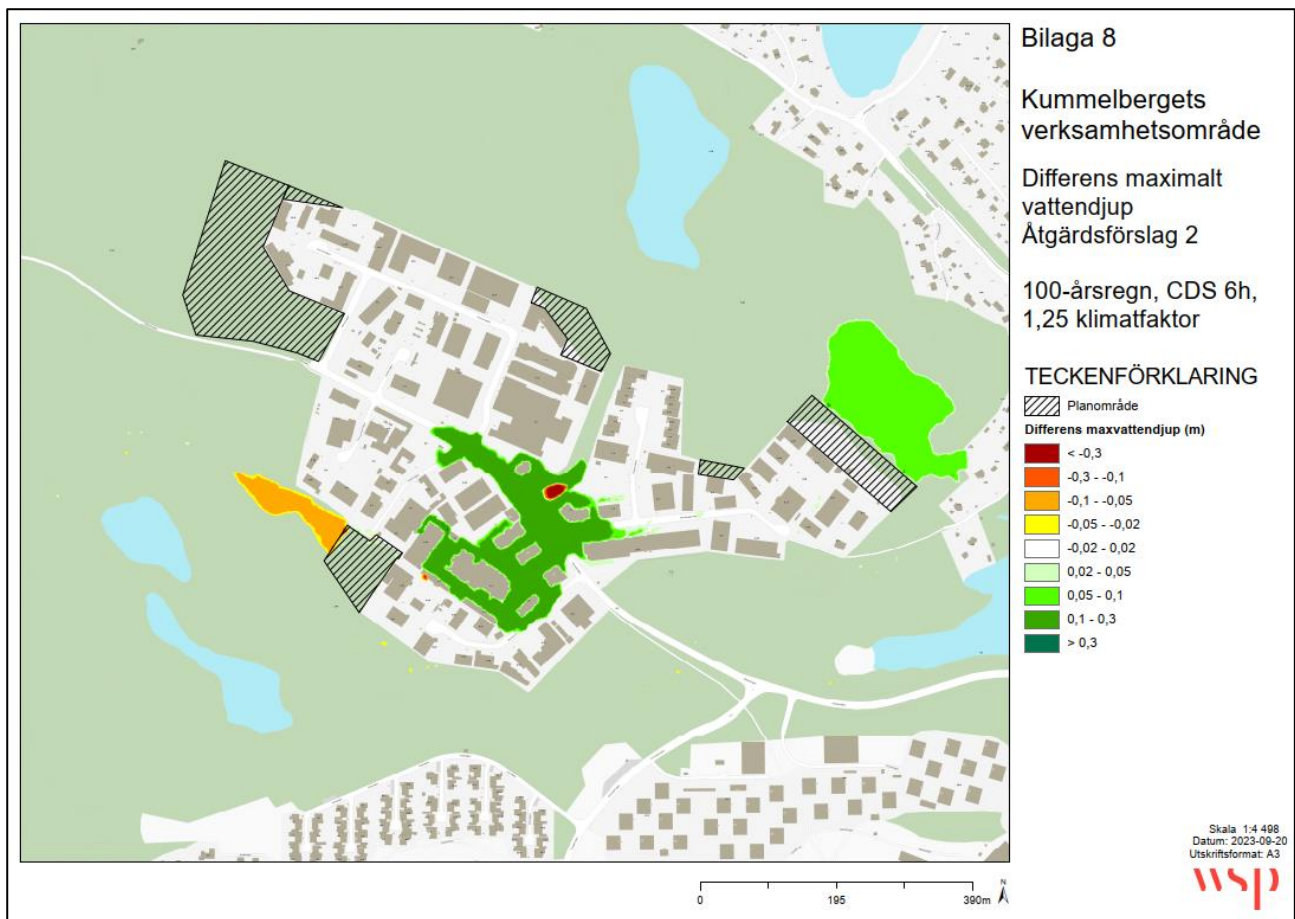 Bilaga 8
Kummelbergets
verksamhetsområde
Differens maximalt
vattendjup
Åtgärdsförslag 2
100-årsregn, CDS 6h,
1,25 klimatfaktor
TECKENFÖRKLARING
Planområde
Differens maxvattendjup (m)
< -0,3
-0,3 - -0,1
-0,1 - -0,05
-0,05 - -0,02
-0,02 - 0,02
0,02 - 0,05
0,05 - 0,1
0,1 - 0,3
> 0,3
Skala 1:4 498
Datum: 2023-09-20
Utskriftsformat: A3
wsp
N
0 195 390m